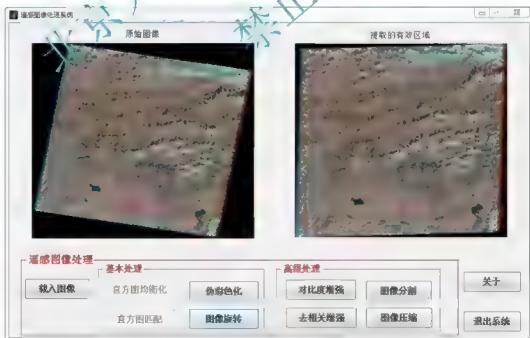 遥感图像处理系统
原始图像
提取的有效区域
遥感图像处理
基本处理
高级处理
载入图像
直方图均衡化
伪彩色化
对比度增强
图像分割
关于
直方图匹配
图像旋转
去相关增强
图像压缩
退出系统